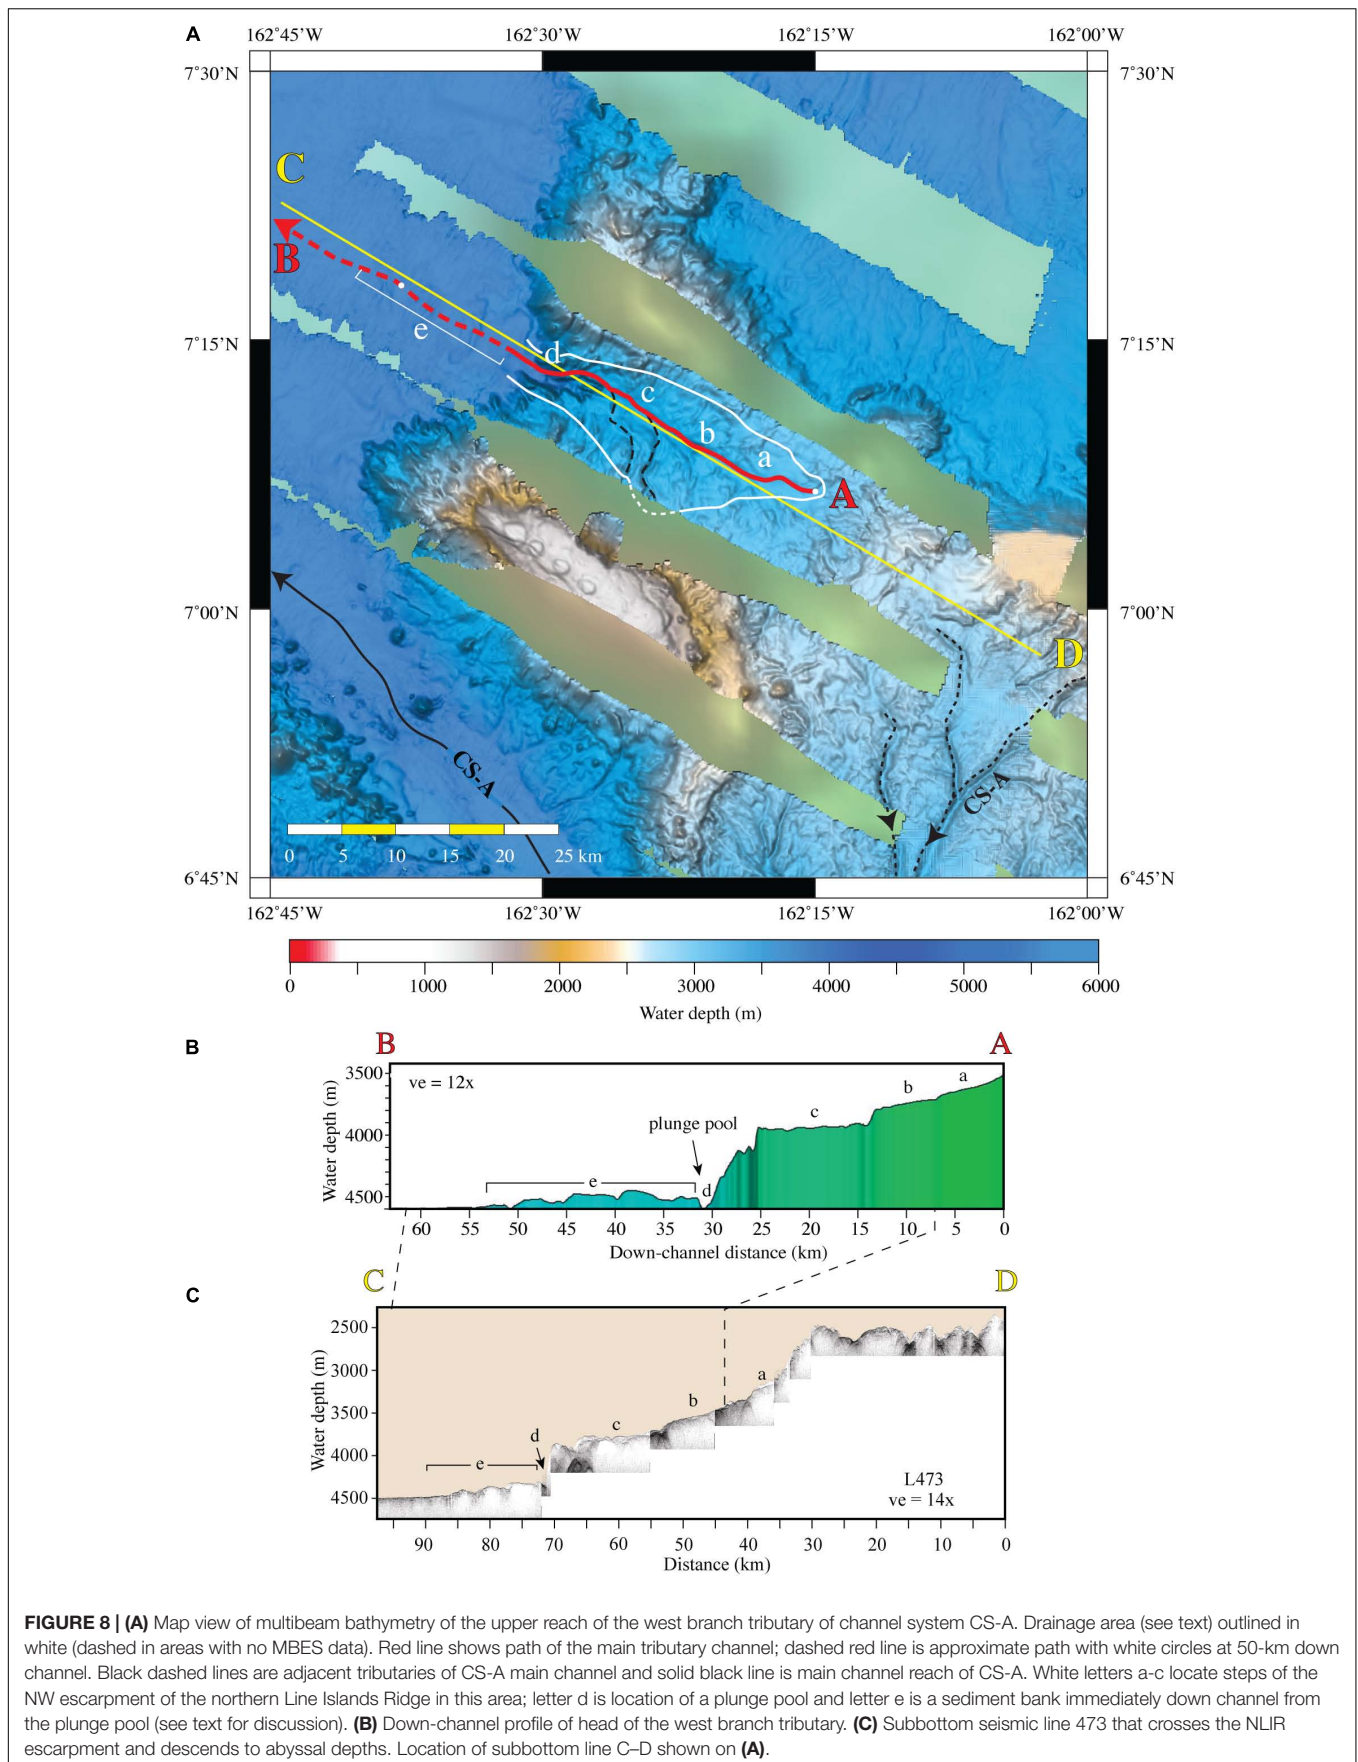 A
162°45'W 162°30'W 162°15'W 162°00'W
7°30'N 7°30'N
C
B
e
d
c
b
a
A
7°15'N 7°15'N
7°00'N 7°00'N
D
CS-A
CS-A
0 5 10 15 20 25 km
6°45'N 6°45'N
162°45'W 162°30'W 162°15'W 162°00'W
0 1000 2000 3000 4000 5000 6000
Water depth (m)
B
B A
ve = 12x
plunge pool
e d c b a
Water depth (m)
3500
4000
4500
60 55 50 45 40 35 30 25 20 15 10 5 0
Down-channel distance (km)
C
C D
Water depth (m)
2500
3000
3500
4000
4500
e d c b a
L473
ve = 14x
90 80 70 60 50 40 30 20 10 0
Distance (km)
FIGURE 8 | (A) Map view of multibeam bathymetry of the upper reach of the west branch tributary of channel system CS-A. Drainage area (see text) outlined in
white (dashed in areas with no MBES data). Red line shows path of the main tributary channel; dashed red line is approximate path with white circles at 50-km down
channel. Black dashed lines are adjacent tributaries of CS-A main channel and solid black line is main channel reach of CS-A. White letters a-c locate steps of the
NW escarpment of the northern Line Islands Ridge in this area; letter d is location of a plunge pool and letter e is a sediment bank immediately down channel from
the plunge pool (see text for discussion). (B) Down-channel profile of head of the west branch tributary. (C) Subbottom seismic line 473 that crosses the NLIR
escarpment and descends to abyssal depths. Location of subbottom line C–D shown on (A).